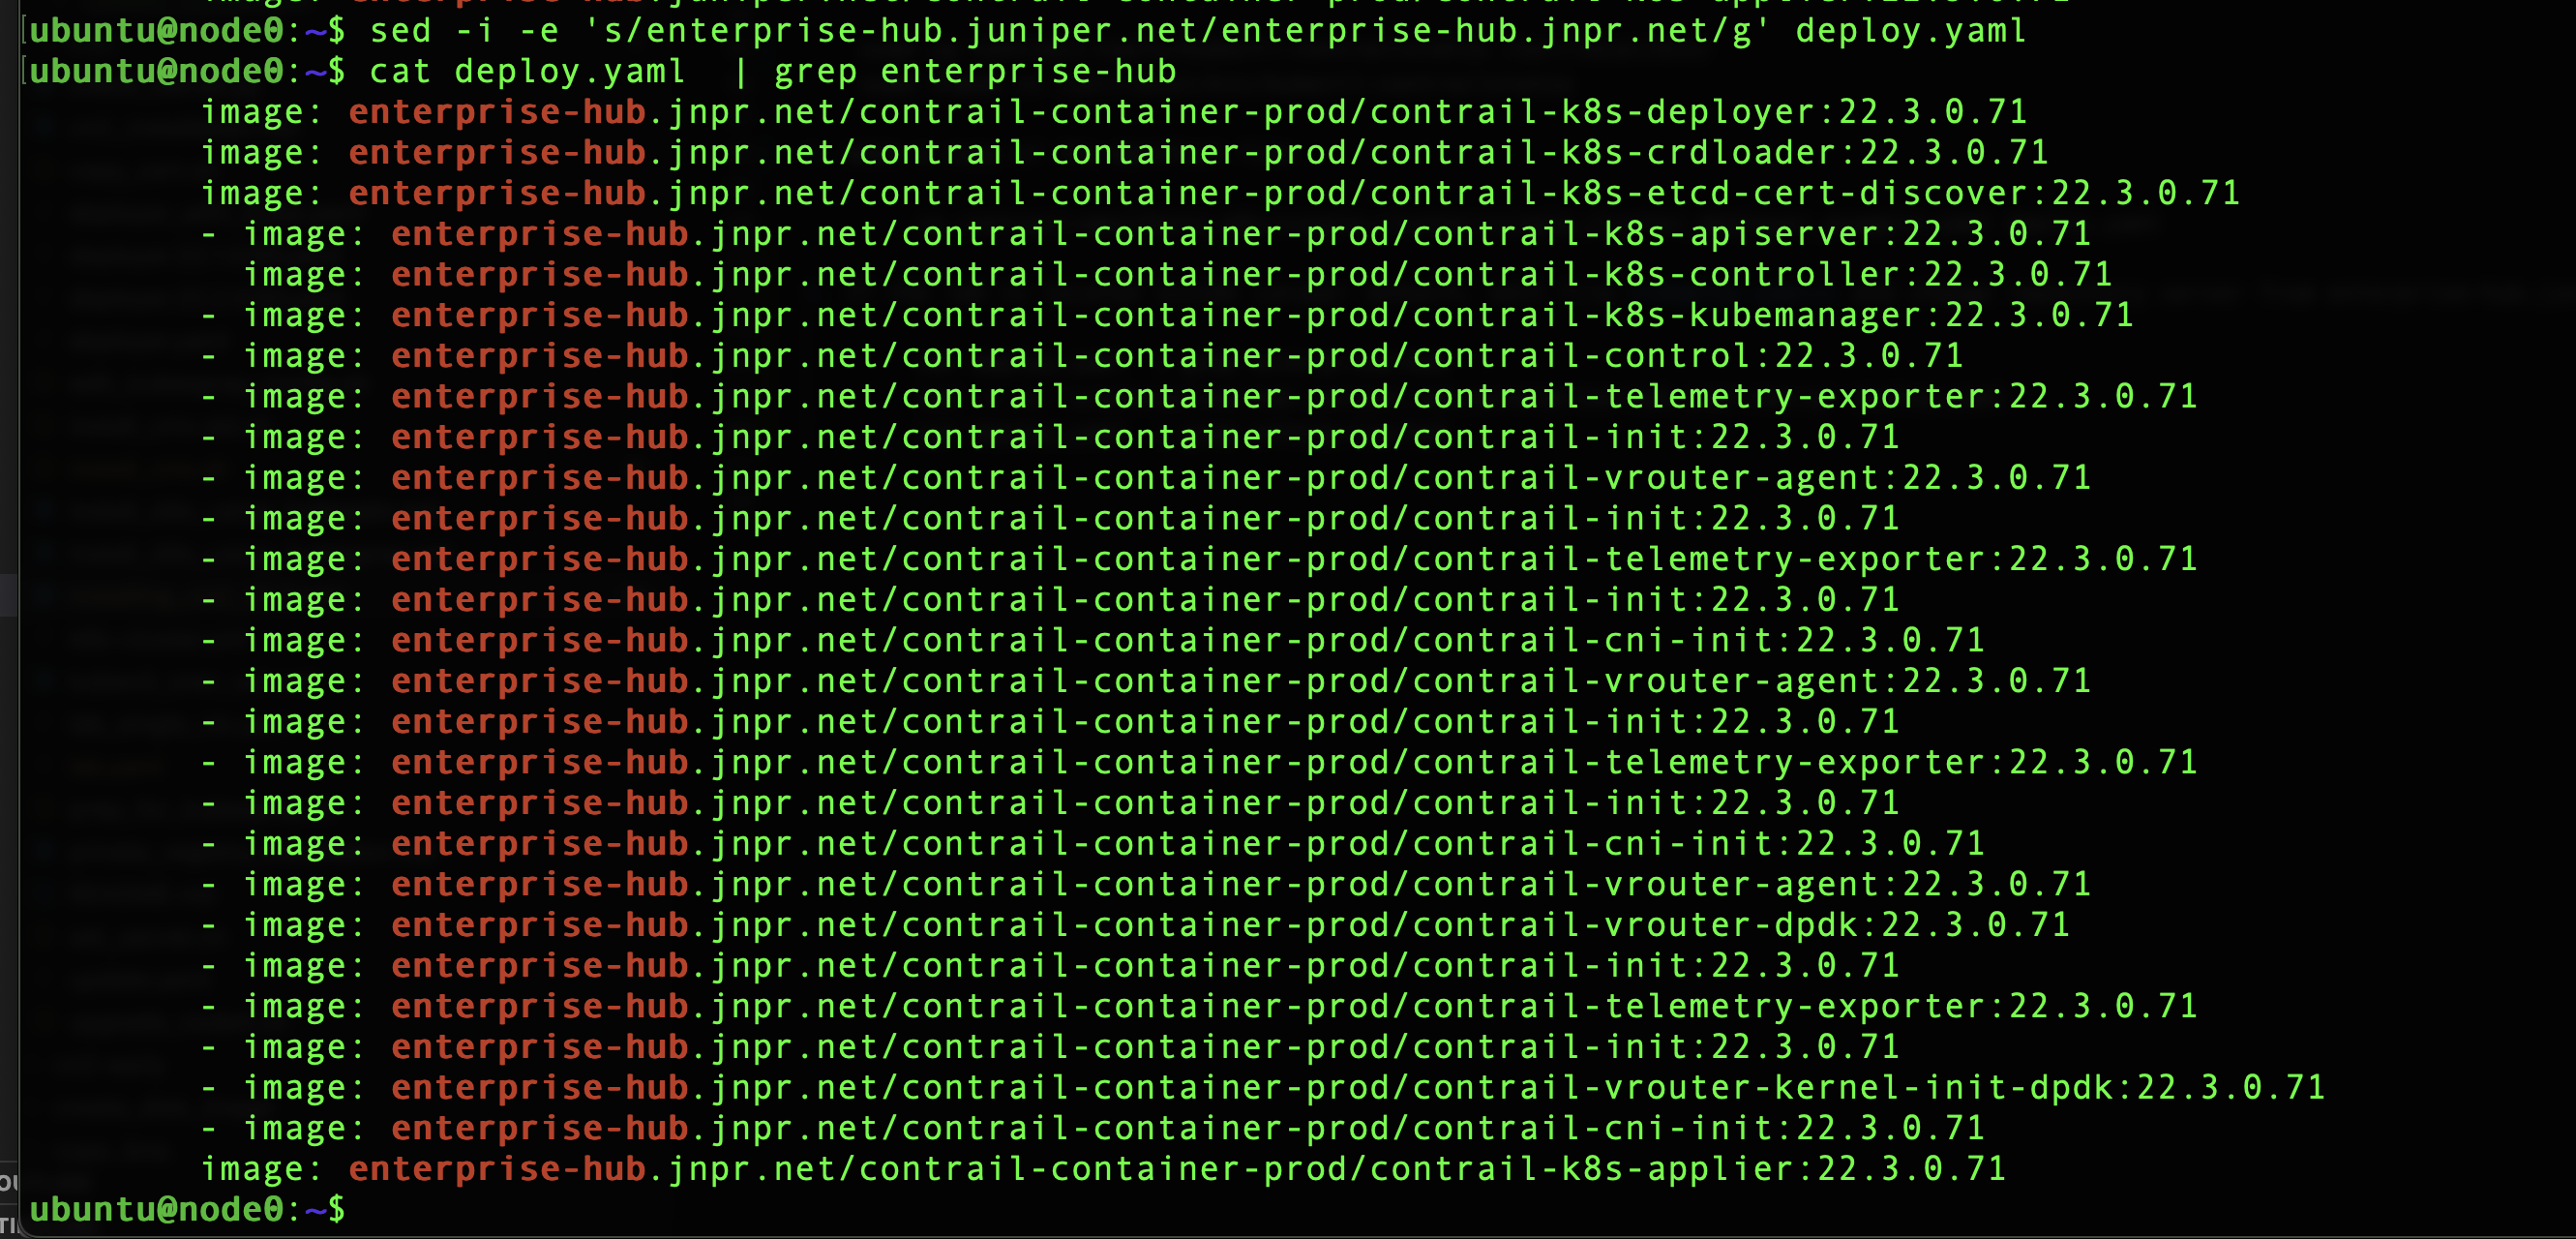 ubuntu@node0:~$ sed -i -e 's/enterprise-hub.juniper.net/enterprise-hub.jnpr.net/g' deploy.yaml
ubuntu@node0:~$ cat deploy.yaml  | grep enterprise-hub
        image: enterprise-hub.jnpr.net/contrail-container-prod/contrail-k8s-deployer:22.3.0.71
        image: enterprise-hub.jnpr.net/contrail-container-prod/contrail-k8s-crdloader:22.3.0.71
        image: enterprise-hub.jnpr.net/contrail-container-prod/contrail-k8s-etcd-cert-discover:22.3.0.71
        - image: enterprise-hub.jnpr.net/contrail-container-prod/contrail-k8s-apiserver:22.3.0.71
          image: enterprise-hub.jnpr.net/contrail-container-prod/contrail-k8s-controller:22.3.0.71
        - image: enterprise-hub.jnpr.net/contrail-container-prod/contrail-k8s-kubemanager:22.3.0.71
        - image: enterprise-hub.jnpr.net/contrail-container-prod/contrail-control:22.3.0.71
        - image: enterprise-hub.jnpr.net/contrail-container-prod/contrail-telemetry-exporter:22.3.0.71
        - image: enterprise-hub.jnpr.net/contrail-container-prod/contrail-init:22.3.0.71
        - image: enterprise-hub.jnpr.net/contrail-container-prod/contrail-vrouter-agent:22.3.0.71
        - image: enterprise-hub.jnpr.net/contrail-container-prod/contrail-init:22.3.0.71
        - image: enterprise-hub.jnpr.net/contrail-container-prod/contrail-telemetry-exporter:22.3.0.71
        - image: enterprise-hub.jnpr.net/contrail-container-prod/contrail-init:22.3.0.71
        - image: enterprise-hub.jnpr.net/contrail-container-prod/contrail-cni-init:22.3.0.71
        - image: enterprise-hub.jnpr.net/contrail-container-prod/contrail-vrouter-agent:22.3.0.71
        - image: enterprise-hub.jnpr.net/contrail-container-prod/contrail-init:22.3.0.71
        - image: enterprise-hub.jnpr.net/contrail-container-prod/contrail-telemetry-exporter:22.3.0.71
        - image: enterprise-hub.jnpr.net/contrail-container-prod/contrail-init:22.3.0.71
        - image: enterprise-hub.jnpr.net/contrail-container-prod/contrail-cni-init:22.3.0.71
        - image: enterprise-hub.jnpr.net/contrail-container-prod/contrail-vrouter-agent:22.3.0.71
        - image: enterprise-hub.jnpr.net/contrail-container-prod/contrail-vrouter-dpdk:22.3.0.71
        - image: enterprise-hub.jnpr.net/contrail-container-prod/contrail-init:22.3.0.71
        - image: enterprise-hub.jnpr.net/contrail-container-prod/contrail-telemetry-exporter:22.3.0.71
        - image: enterprise-hub.jnpr.net/contrail-container-prod/contrail-init:22.3.0.71
        - image: enterprise-hub.jnpr.net/contrail-container-prod/contrail-vrouter-kernel-init-dpdk:22.3.0.71
        - image: enterprise-hub.jnpr.net/contrail-container-prod/contrail-cni-init:22.3.0.71
        image: enterprise-hub.jnpr.net/contrail-container-prod/contrail-k8s-applier:22.3.0.71
ubuntu@node0:~$